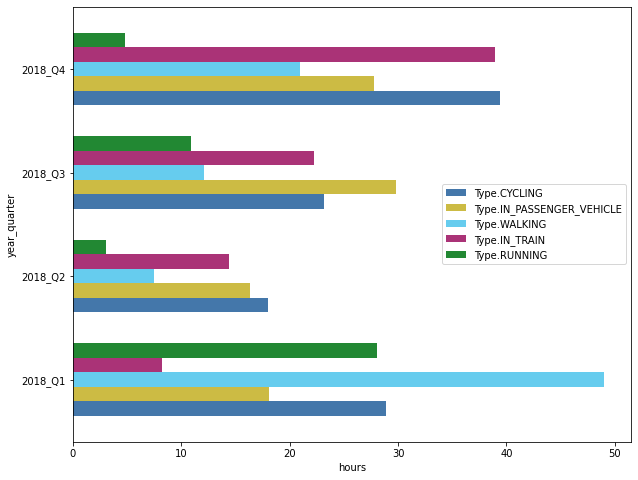 2018_Q4
2018_Q3
2018_Q2
2018_Q1
year_quarter
Type.CYCLING
Type.IN_PASSENGER_VEHICLE
Type.WALKING
Type.IN_TRAIN
Type.RUNNING
0 10 20 30 40 50
hours